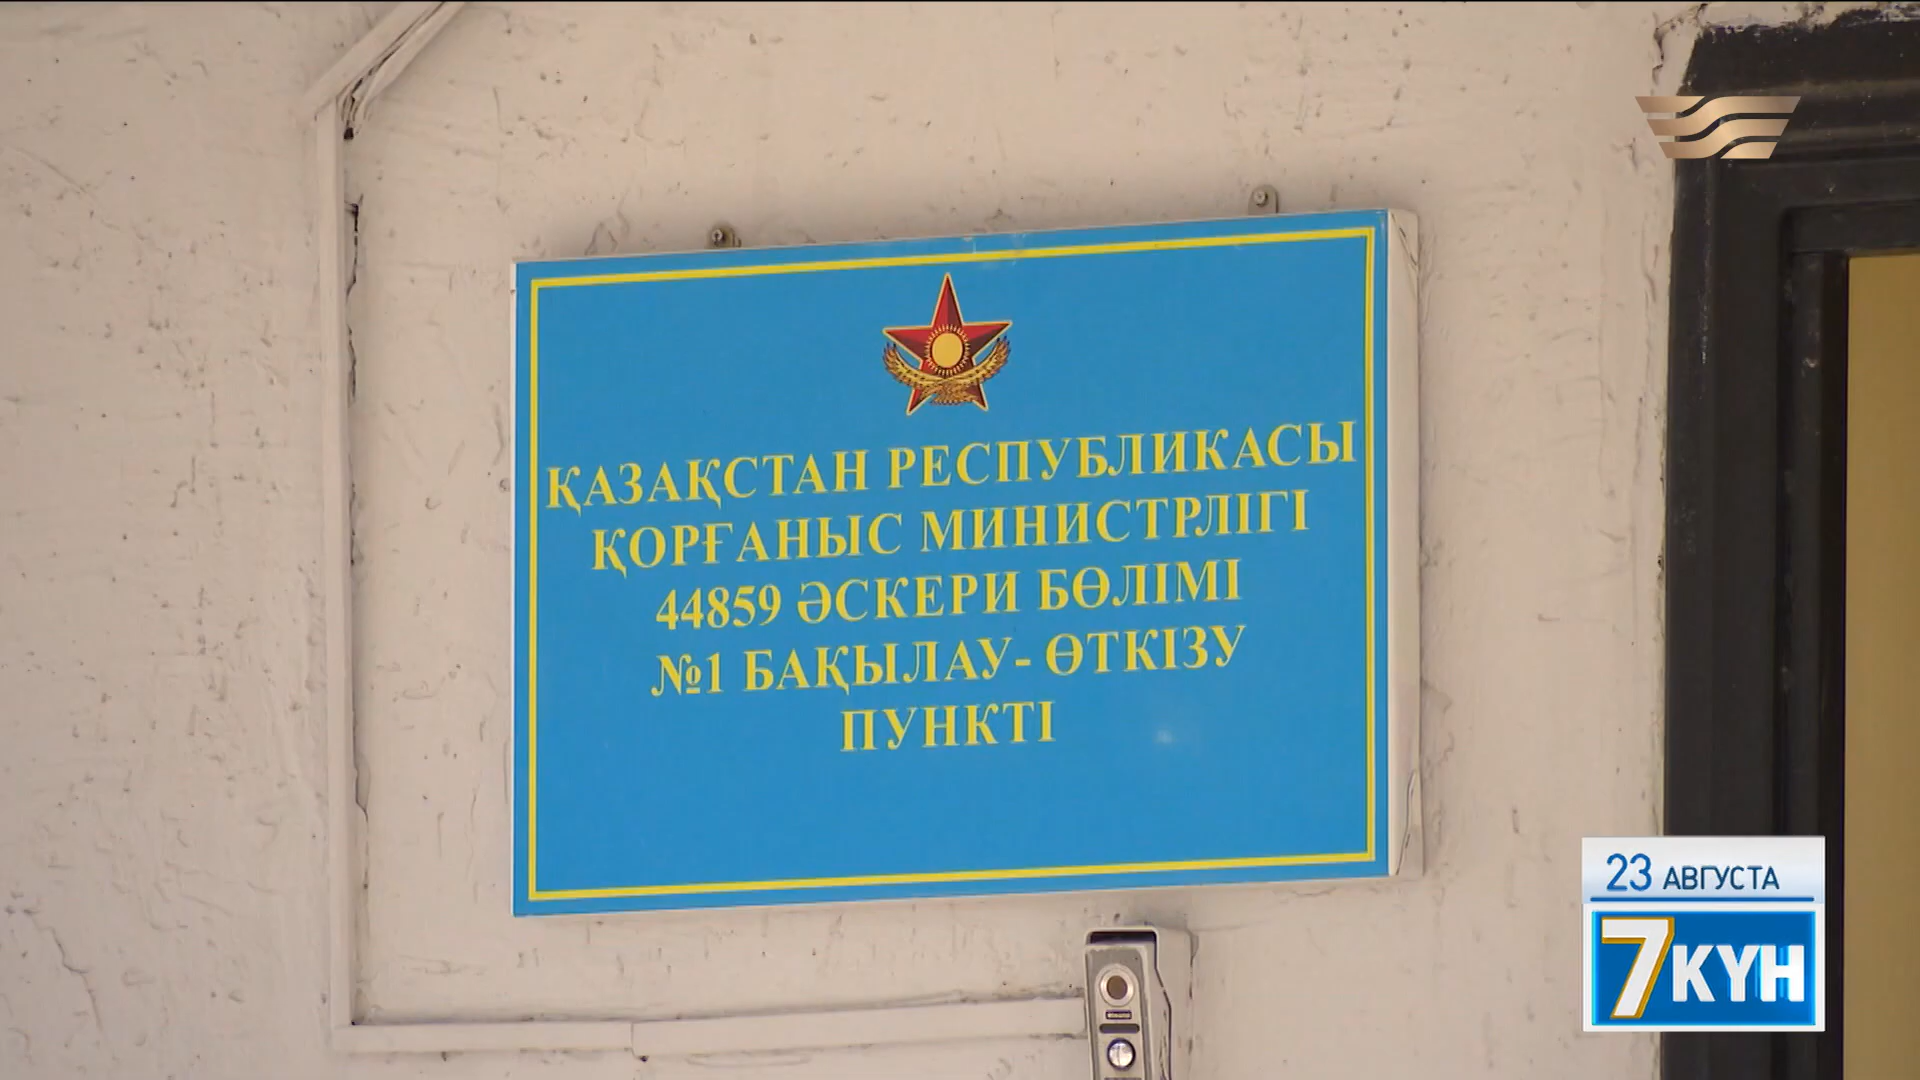 ҚАЗАҚСТАН РЕСПУБЛИКАСЫ
ҚОРҒАНЫС МИНИСТРЛІГІ
44859 ӘСКЕРИ БӨЛІМІ
№1 БАҚЫЛАУ- ӨТКІЗУ
ПУНКТІ
23 АВГУСТА
7КҮН